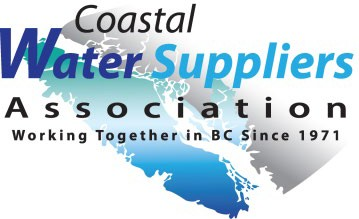 Coastal
Water Suppliers
Association
Working Together in BC Since 1971